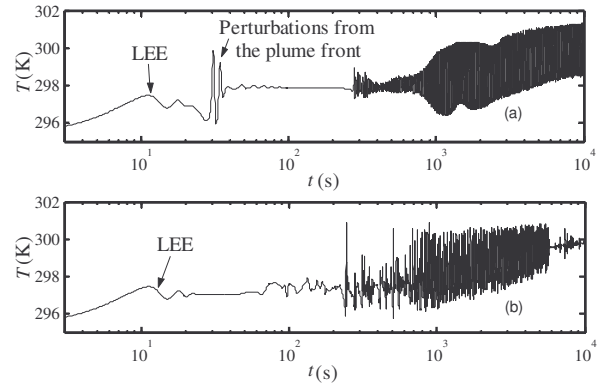 302
Perturbations from
the plume front
LEE
300
T(K)
298
296
(a)
10¹ 10² 10³ 10⁴
t(s)
302
LEE
300
T(K)
298
296
(b)
10¹ 10² 10³ 10⁴
t(s)